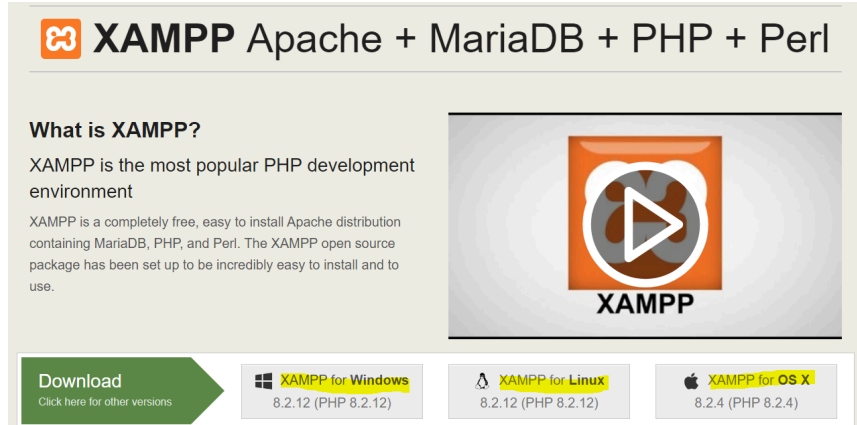 XAMPP Apache + MariaDB + PHP + Perl
What is XAMPP?
XAMPP is the most popular PHP development
environment
XAMPP is a completely free, easy to install Apache distribution
containing MariaDB, PHP, and Perl. The XAMPP open source
package has been set up to be incredibly easy to install and to
use.
XAMPP
Download
Click here for other versions
XAMPP for Windows
8.2.12 (PHP 8.2.12)
XAMPP for Linux
8.2.12 (PHP 8.2.12)
XAMPP for OS X
8.2.4 (PHP 8.2.4)